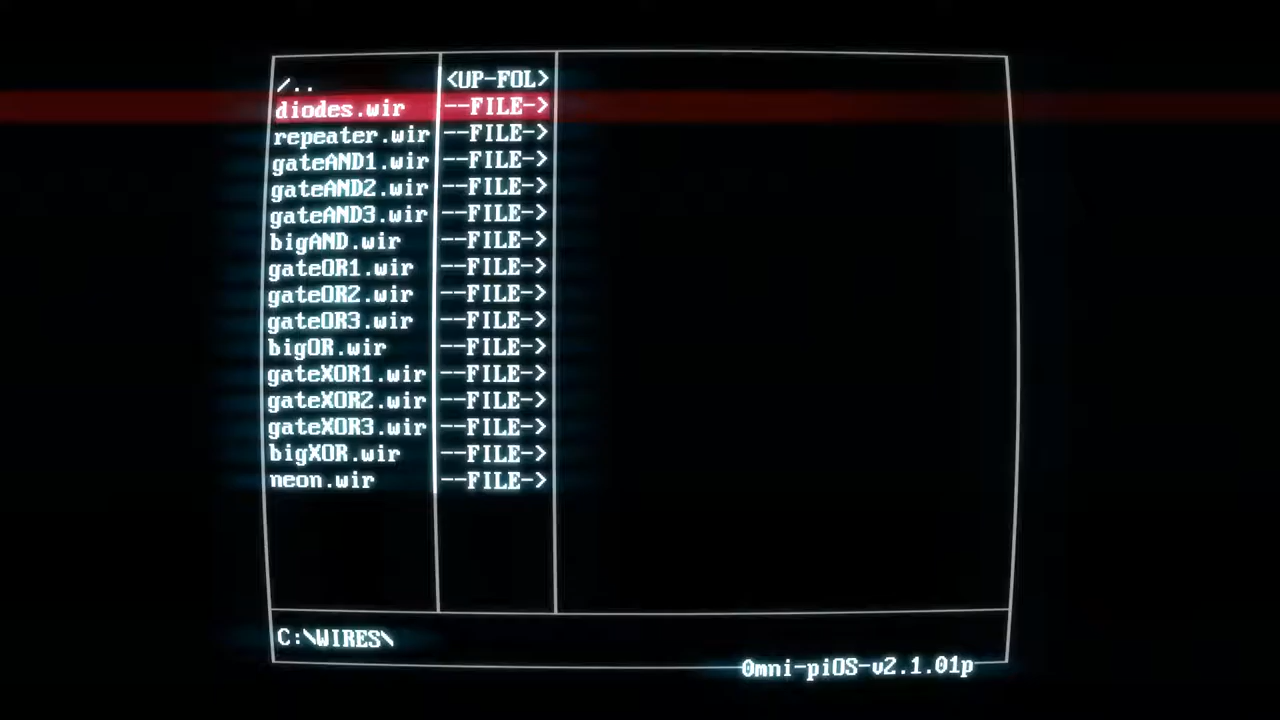 /.. <UP-FOL>
diodes.wir --FILE->
repeater.wir --FILE->
gateAND1.wir --FILE->
gateAND2.wir --FILE->
gateAND3.wir --FILE->
bigAND.wir --FILE->
gateOR1.wir --FILE->
gateOR2.wir --FILE->
gateOR3.wir --FILE->
bigOR.wir --FILE->
gateXOR1.wir --FILE->
gateXOR2.wir --FILE->
gateXOR3.wir --FILE->
bigXOR.wir --FILE->
neon.wir --FILE->
C:\WIRES\
0mni-piOS-v2.1.01p